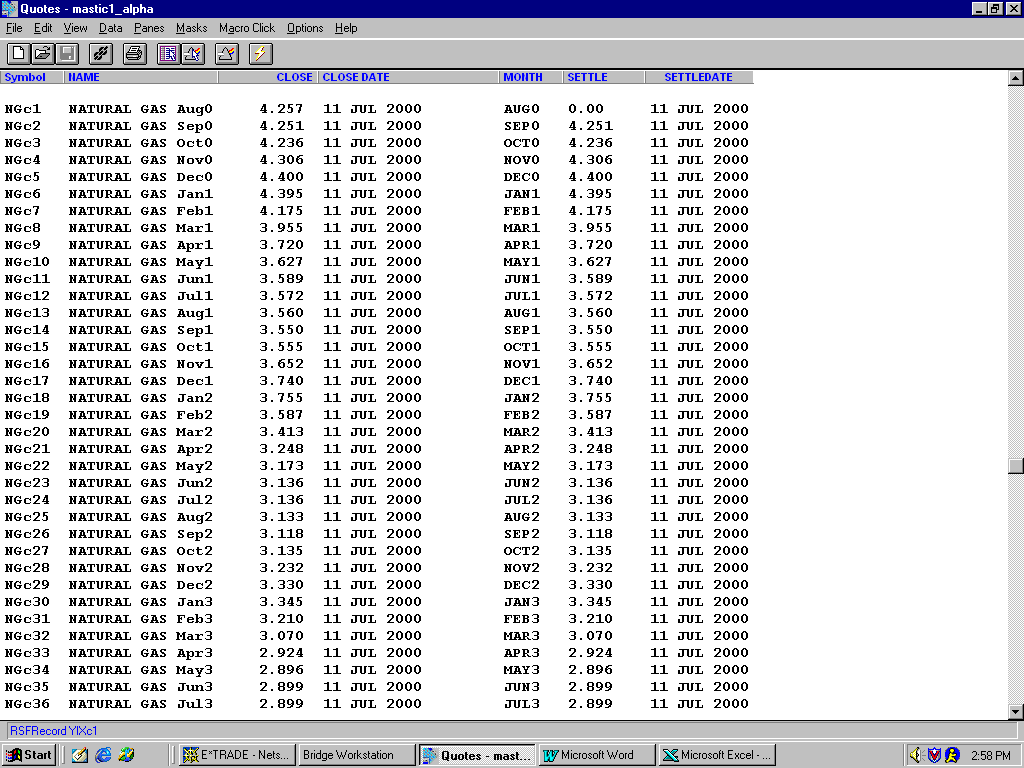 Quotes - mastic1_alpha
File Edit View Data Panes Masks Macro Click Options Help
Symbol NAME CLOSE CLOSE DATE MONTH SETTLE SETTLEDATE
NGc1 NATURAL GAS Aug0 4.257 11 JUL 2000 AUG0 0.00 11 JUL 2000
NGc2 NATURAL GAS Sep0 4.251 11 JUL 2000 SEP0 4.251 11 JUL 2000
NGc3 NATURAL GAS Oct0 4.236 11 JUL 2000 OCT0 4.236 11 JUL 2000
NGc4 NATURAL GAS Nov0 4.306 11 JUL 2000 NOV0 4.306 11 JUL 2000
NGc5 NATURAL GAS Dec0 4.400 11 JUL 2000 DEC0 4.400 11 JUL 2000
NGc6 NATURAL GAS Jan1 4.395 11 JUL 2000 JAN1 4.395 11 JUL 2000
NGc7 NATURAL GAS Feb1 4.175 11 JUL 2000 FEB1 4.175 11 JUL 2000
NGc8 NATURAL GAS Mar1 3.955 11 JUL 2000 MAR1 3.955 11 JUL 2000
NGc9 NATURAL GAS Apr1 3.720 11 JUL 2000 APR1 3.720 11 JUL 2000
NGc10 NATURAL GAS May1 3.627 11 JUL 2000 MAY1 3.627 11 JUL 2000
NGc11 NATURAL GAS Jun1 3.589 11 JUL 2000 JUN1 3.589 11 JUL 2000
NGc12 NATURAL GAS Jul1 3.572 11 JUL 2000 JUL1 3.572 11 JUL 2000
NGc13 NATURAL GAS Aug1 3.560 11 JUL 2000 AUG1 3.560 11 JUL 2000
NGc14 NATURAL GAS Sep1 3.550 11 JUL 2000 SEP1 3.550 11 JUL 2000
NGc15 NATURAL GAS Oct1 3.555 11 JUL 2000 OCT1 3.555 11 JUL 2000
NGc16 NATURAL GAS Nov1 3.652 11 JUL 2000 NOV1 3.652 11 JUL 2000
NGc17 NATURAL GAS Dec1 3.740 11 JUL 2000 DEC1 3.740 11 JUL 2000
NGc18 NATURAL GAS Jan2 3.755 11 JUL 2000 JAN2 3.755 11 JUL 2000
NGc19 NATURAL GAS Feb2 3.587 11 JUL 2000 FEB2 3.587 11 JUL 2000
NGc20 NATURAL GAS Mar2 3.413 11 JUL 2000 MAR2 3.413 11 JUL 2000
NGc21 NATURAL GAS Apr2 3.248 11 JUL 2000 APR2 3.248 11 JUL 2000
NGc22 NATURAL GAS May2 3.173 11 JUL 2000 MAY2 3.173 11 JUL 2000
NGc23 NATURAL GAS Jun2 3.136 11 JUL 2000 JUN2 3.136 11 JUL 2000
NGc24 NATURAL GAS Jul2 3.136 11 JUL 2000 JUL2 3.136 11 JUL 2000
NGc25 NATURAL GAS Aug2 3.133 11 JUL 2000 AUG2 3.133 11 JUL 2000
NGc26 NATURAL GAS Sep2 3.118 11 JUL 2000 SEP2 3.118 11 JUL 2000
NGc27 NATURAL GAS Oct2 3.135 11 JUL 2000 OCT2 3.135 11 JUL 2000
NGc28 NATURAL GAS Nov2 3.232 11 JUL 2000 NOV2 3.232 11 JUL 2000
NGc29 NATURAL GAS Dec2 3.330 11 JUL 2000 DEC2 3.330 11 JUL 2000
NGc30 NATURAL GAS Jan3 3.345 11 JUL 2000 JAN3 3.345 11 JUL 2000
NGc31 NATURAL GAS Feb3 3.210 11 JUL 2000 FEB3 3.210 11 JUL 2000
NGc32 NATURAL GAS Mar3 3.070 11 JUL 2000 MAR3 3.070 11 JUL 2000
NGc33 NATURAL GAS Apr3 2.924 11 JUL 2000 APR3 2.924 11 JUL 2000
NGc34 NATURAL GAS May3 2.896 11 JUL 2000 MAY3 2.896 11 JUL 2000
NGc35 NATURAL GAS Jun3 2.899 11 JUL 2000 JUN3 2.899 11 JUL 2000
NGc36 NATURAL GAS Jul3 2.899 11 JUL 2000 JUL3 2.899 11 JUL 2000
RSFRecord YIXc1
Start E*TRADE - Nets... Bridge Workstation Quotes - mast... Microsoft Word Microsoft Excel - ... 2:58 PM